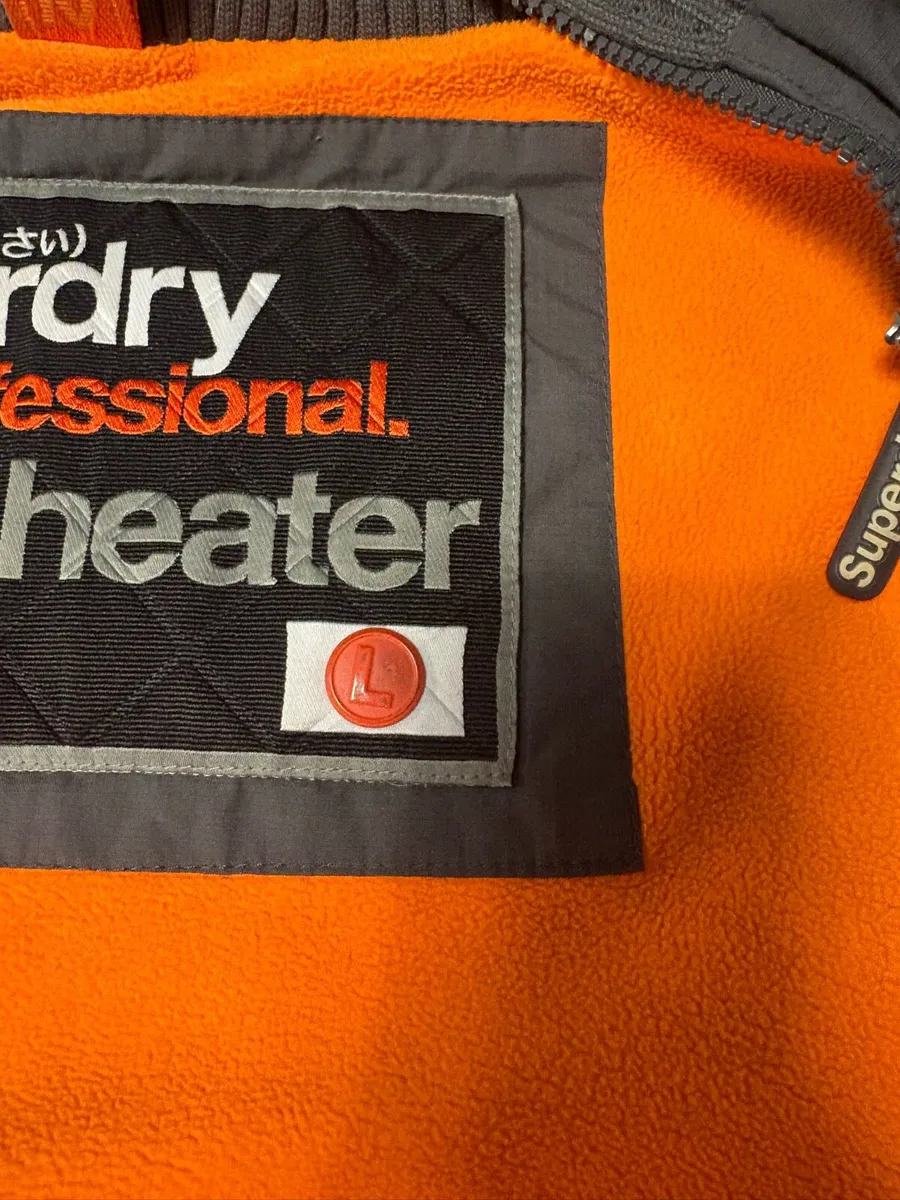 さい)
rdry
fessional.
heater
L
Super